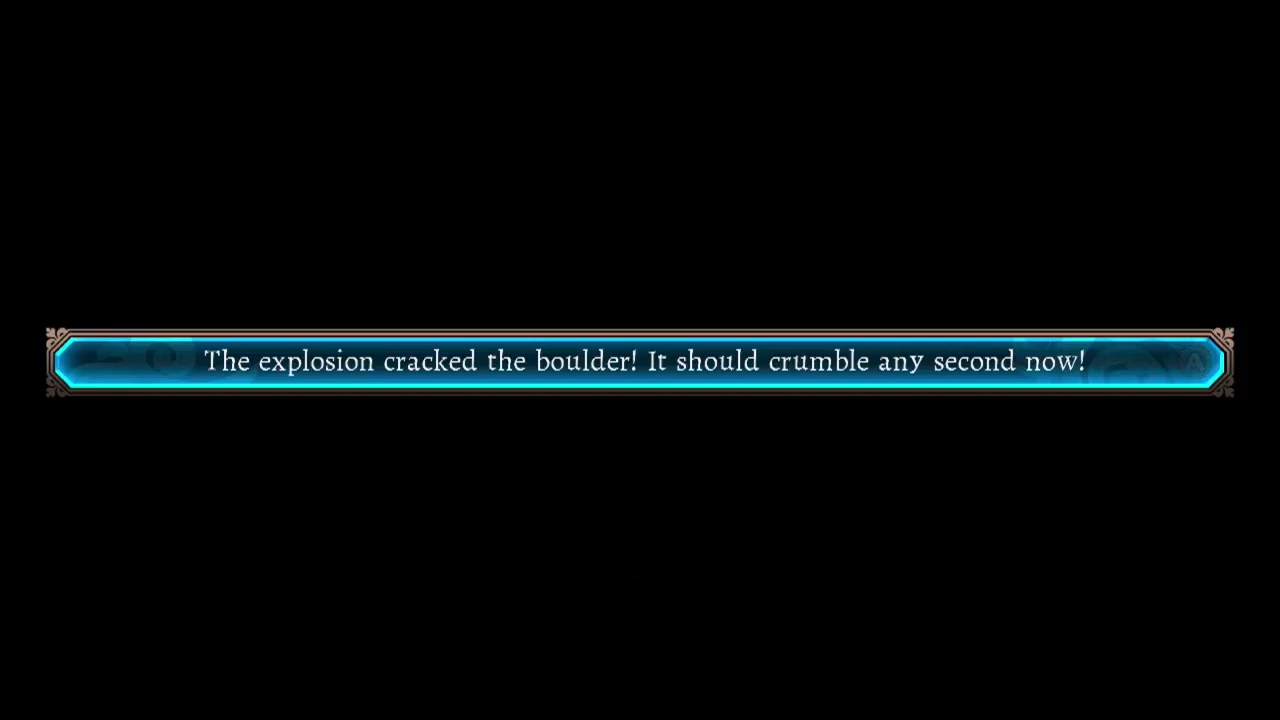 The explosion cracked the boulder! It should crumble any second now!